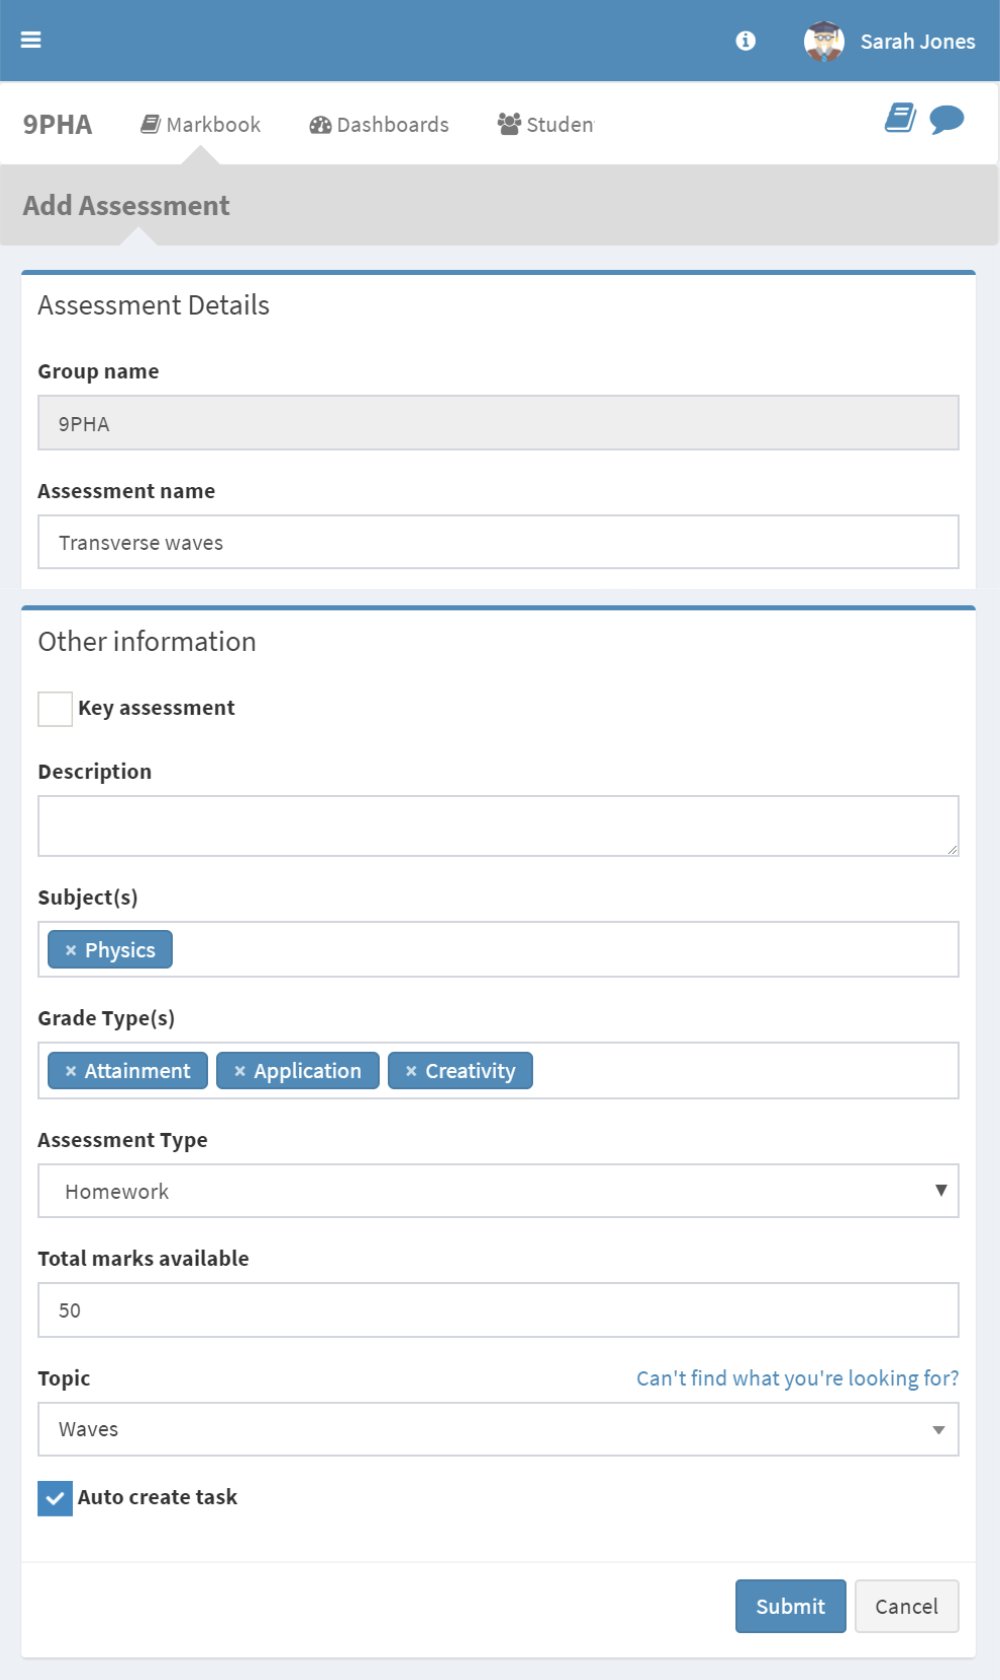 Sarah Jones
9PHA Markbook Dashboards Studen
Add Assessment
Assessment Details
Group name
9PHA
Assessment name
Transverse waves
Other information
Key assessment
Description
Subject(s)
× Physics
Grade Type(s)
× Attainment × Application × Creativity
Assessment Type
Homework
Total marks available
50
Topic Can't find what you're looking for?
Waves
Auto create task
Submit Cancel